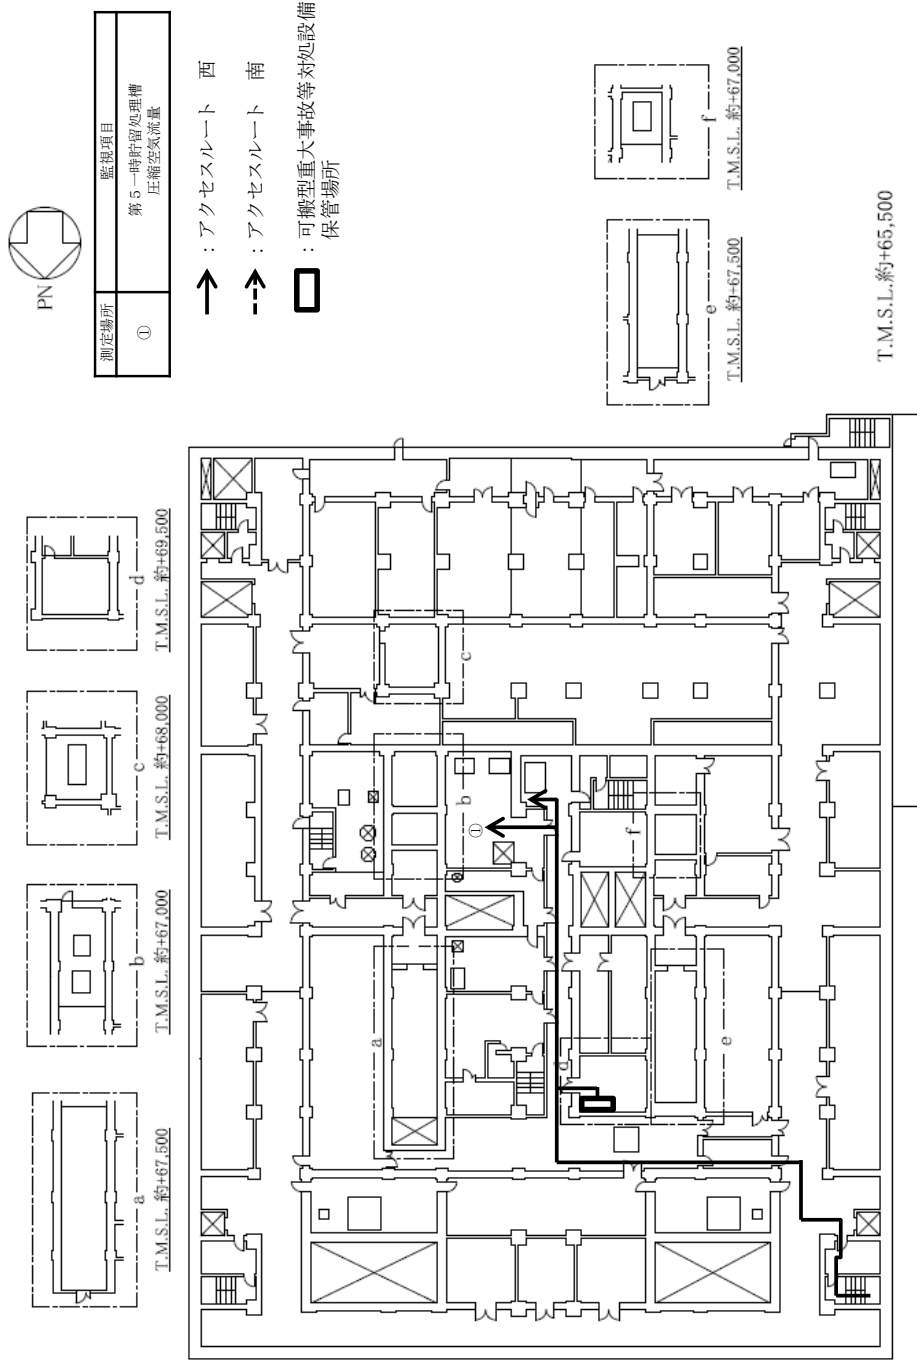 PN
測定場所
監視項目
①
第５一時貯留処理槽
圧縮空気流量
：アクセスルート　西
：アクセスルート　南
：可搬型重大事故等対処設備
保管場所
a
T.M.S.L. 約+67,500
b
T.M.S.L. 約+67,000
c
T.M.S.L. 約+68,000
d
T.M.S.L. 約+69,500
e
T.M.S.L. 約+67,500
f
T.M.S.L. 約+67,000
a
b
c
d
e
f
①
T.M.S.L.約+65,500